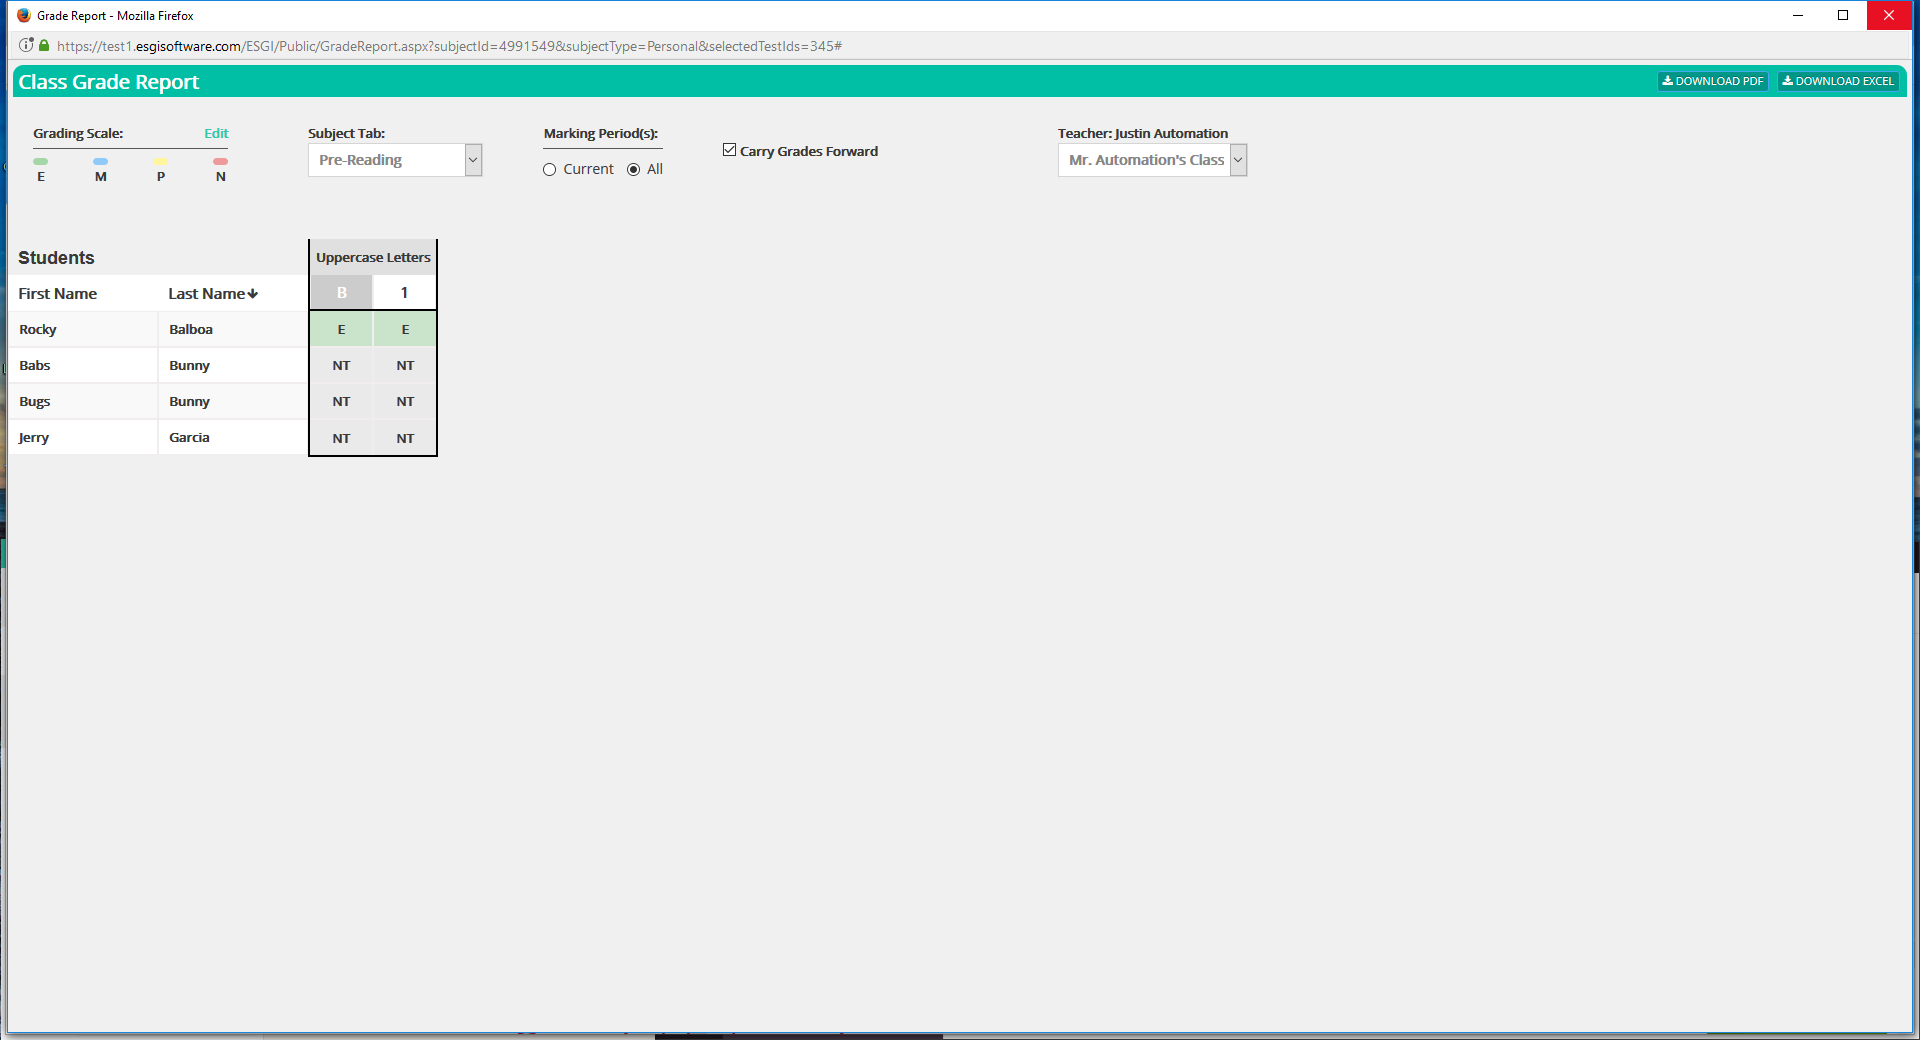 Grade Report - Mozilla Firefox
https://test1.esgisoftware.com/ESGI/Public/GradeReport.aspx?subjectId=4991549&subjectType=Personal&selectedTestIds=345#
Class Grade Report
DOWNLOAD PDF
DOWNLOAD EXCEL
Grading Scale: Edit
E M P N
Subject Tab:
Pre-Reading
Marking Period(s):
Current All
Carry Grades Forward
Teacher: Justin Automation
Mr. Automation's Class
Students Uppercase Letters
First Name Last Name B 1
Rocky Balboa E E
Babs Bunny NT NT
Bugs Bunny NT NT
Jerry Garcia NT NT